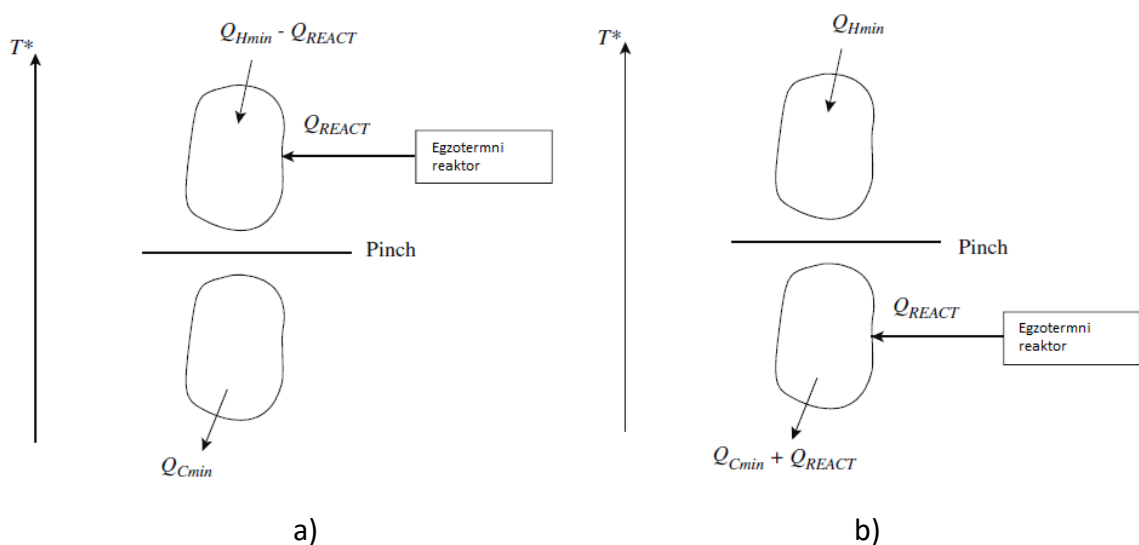 Q_Hmin - Q_REACT
T*
Q_REACT
Egzotermni
reaktor
Pinch
Q_Cmin
a)
Q_Hmin
T*
Pinch
Q_REACT
Egzotermni
reaktor
Q_Cmin + Q_REACT
b)